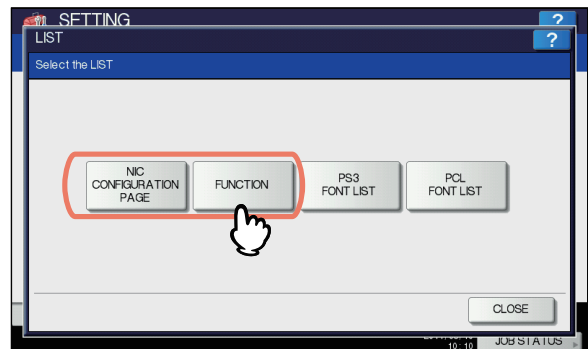 SETTING
?
LIST
?
Select the LIST
NIC
CONFIGURATION
PAGE
FUNCTION
PS3
FONT LIST
PCL
FONT LIST
CLOSE
10:10
JOB STATUS